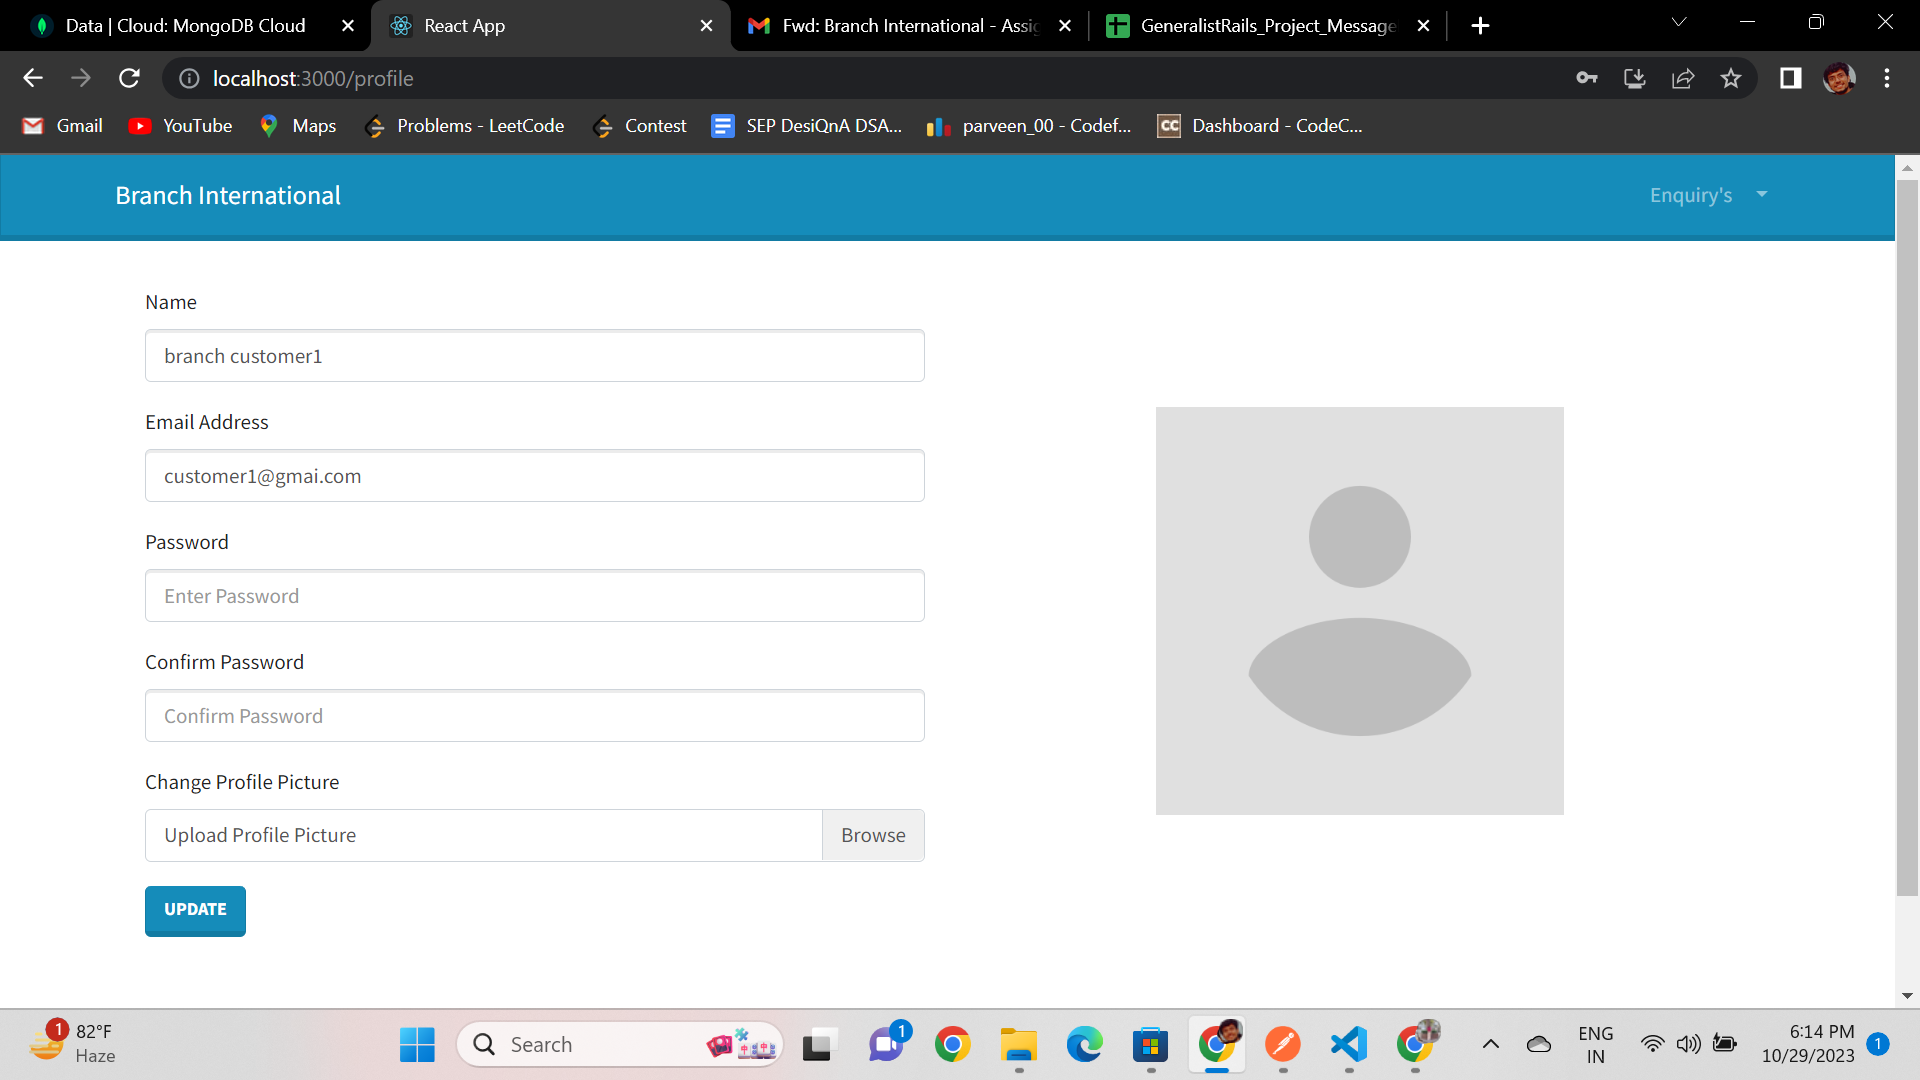 Data | Cloud: MongoDB Cloud
React App
Fwd: Branch International - Assig
GeneralistRails_Project_Message
localhost:3000/profile
Gmail
YouTube
Maps
Problems - LeetCode
Contest
SEP DesiQnA DSA...
parveen_00 - Codef...
CC
Dashboard - CodeC...
Branch International
Enquiry's
Name
branch customer1
Email Address
customer1@gmai.com
Password
Enter Password
Confirm Password
Confirm Password
Change Profile Picture
Upload Profile Picture
Browse
UPDATE
1
82°F
Haze
Search
1
ENG
IN
6:14 PM
10/29/2023
1